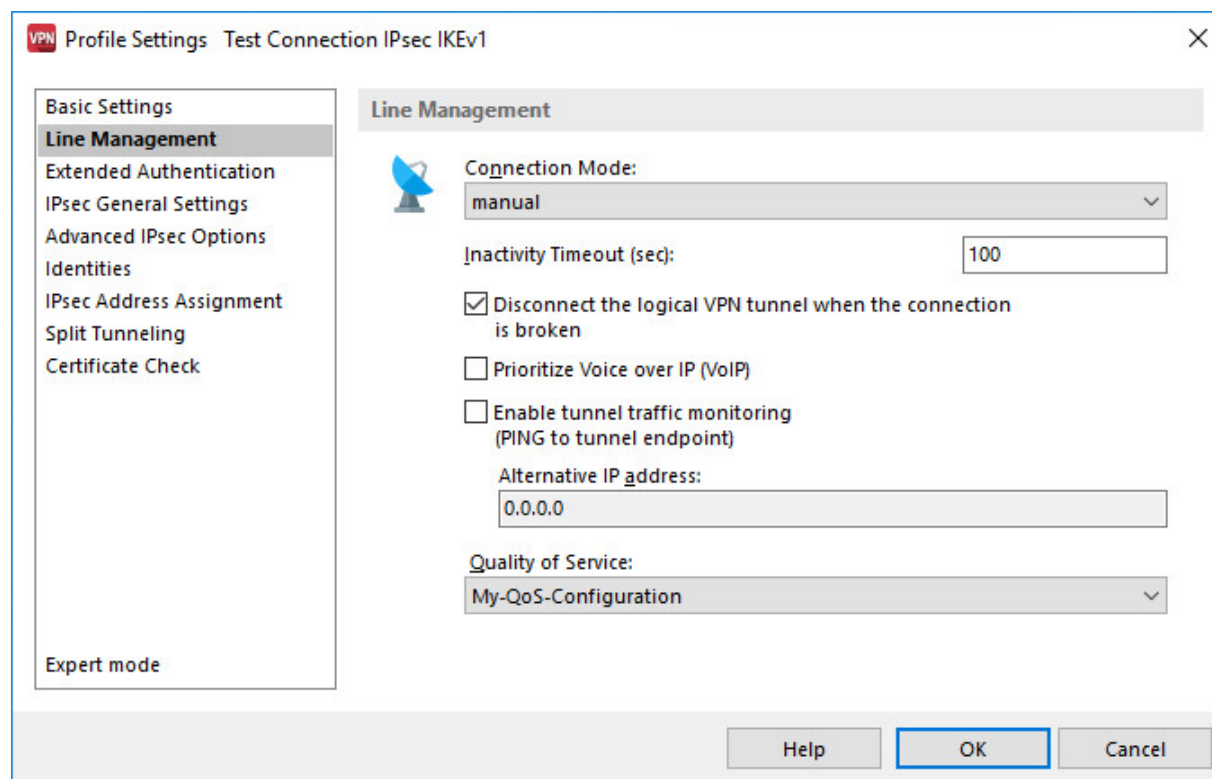 VPN Profile Settings Test Connection IPsec IKEv1
Basic Settings
Line Management
Extended Authentication
IPsec General Settings
Advanced IPsec Options
Identities
IPsec Address Assignment
Split Tunneling
Certificate Check
Expert mode
Line Management
Connection Mode:
manual
Inactivity Timeout (sec):
100
Disconnect the logical VPN tunnel when the connection
is broken
Prioritize Voice over IP (VoIP)
Enable tunnel traffic monitoring
(PING to tunnel endpoint)
Alternative IP address:
0.0.0.0
Quality of Service:
My-QoS-Configuration
Help
OK
Cancel